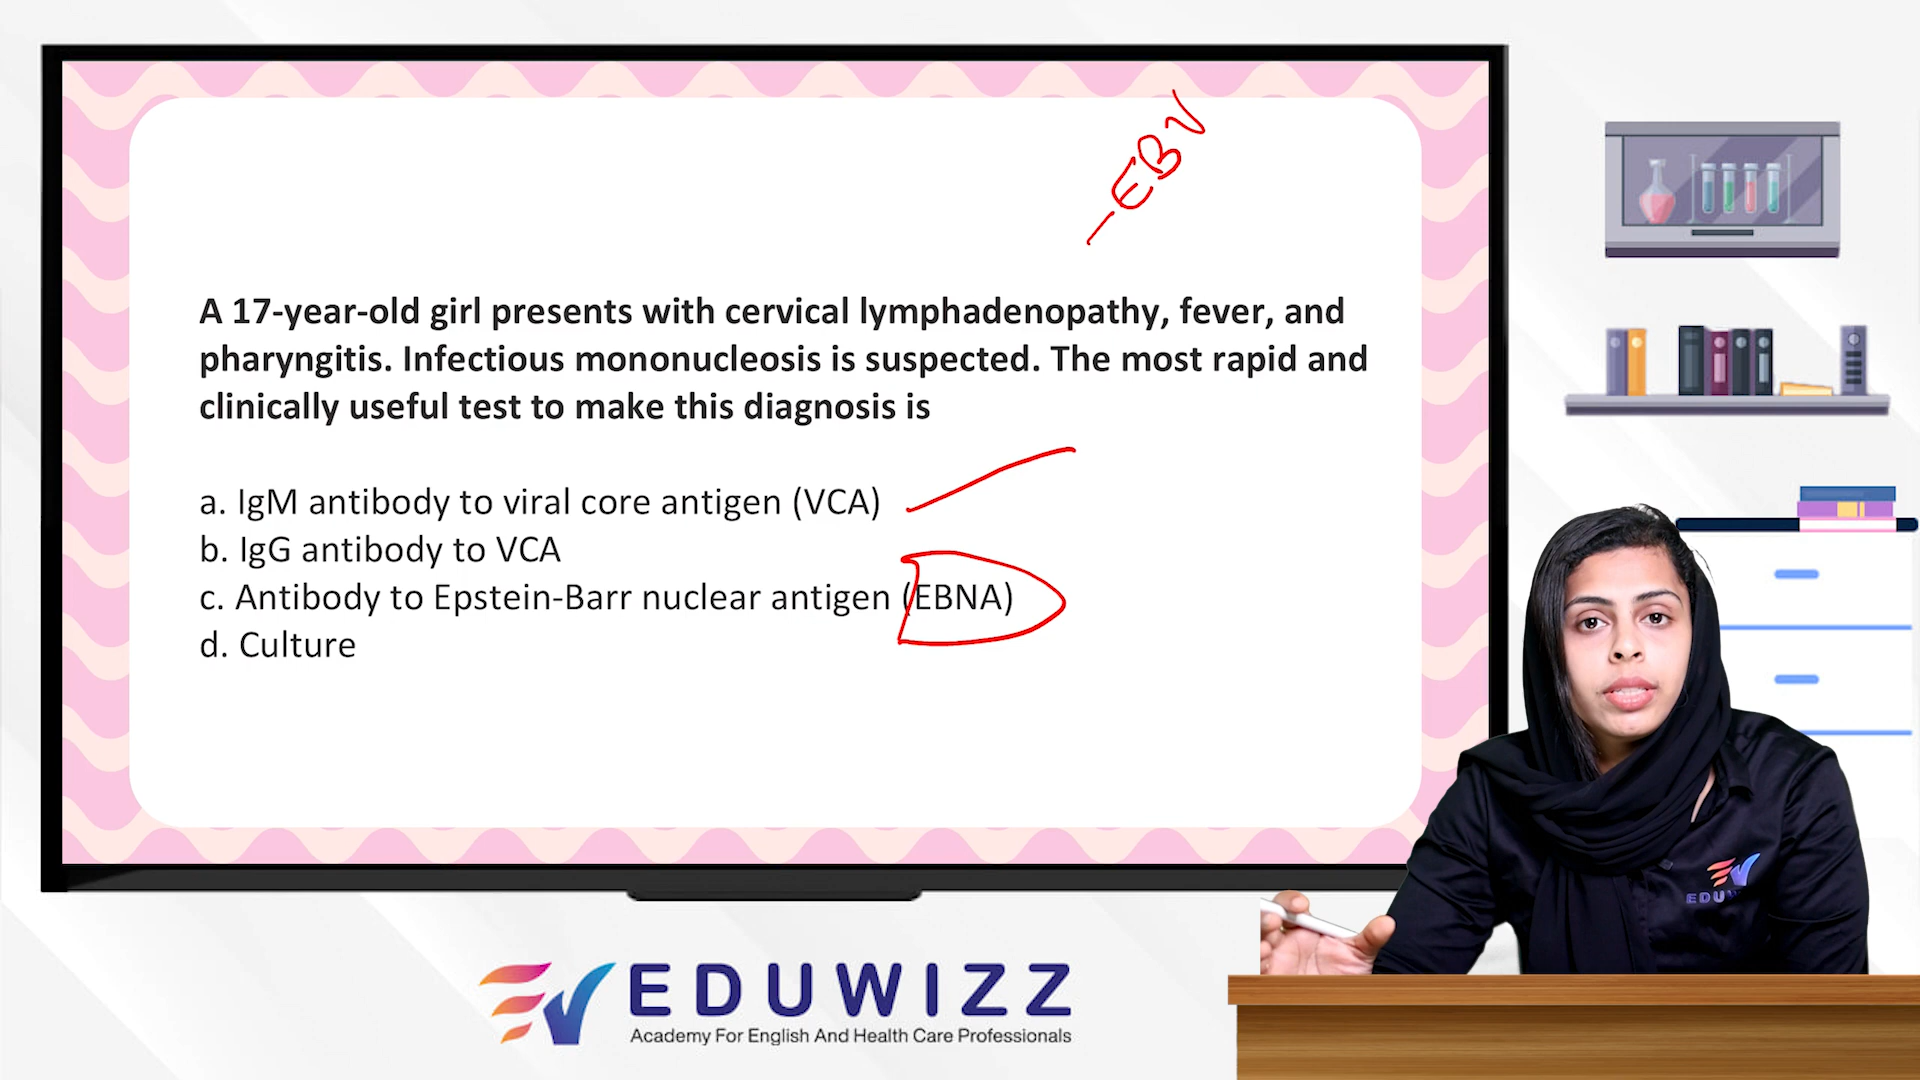 -EBV
A 17-year-old girl presents with cervical lymphadenopathy, fever, and
pharyngitis. Infectious mononucleosis is suspected. The most rapid and
clinically useful test to make this diagnosis is
a. IgM antibody to viral core antigen (VCA)
b. IgG antibody to VCA
c. Antibody to Epstein-Barr nuclear antigen (EBNA)
d. Culture
EDUWIZZ
Academy For English And Health Care Professionals